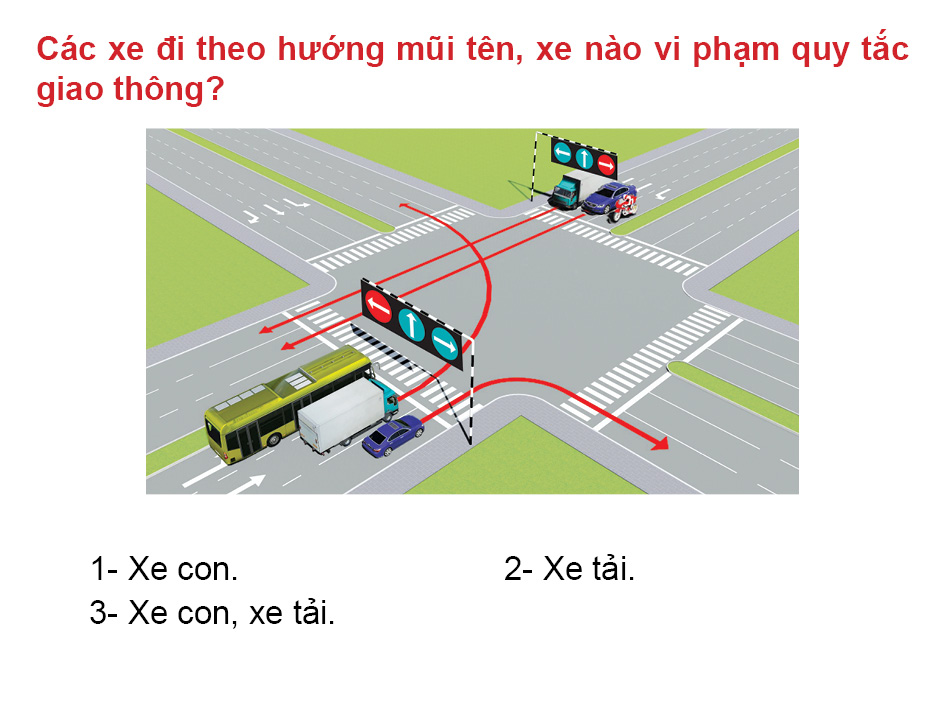 Các xe đi theo hướng mũi tên, xe nào vi phạm quy tắc
giao thông?
1- Xe con.
2- Xe tải.
3- Xe con, xe tải.